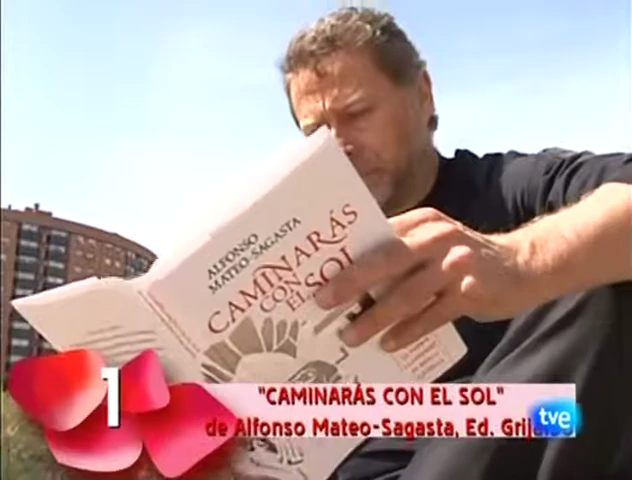 ALFONSO
MATEO-SAGASTA
CAMINARÁS
CON
EL
SOL
1
"CAMINARÁS CON EL SOL"
de Alfonso Mateo-Sagasta, Ed.
tve